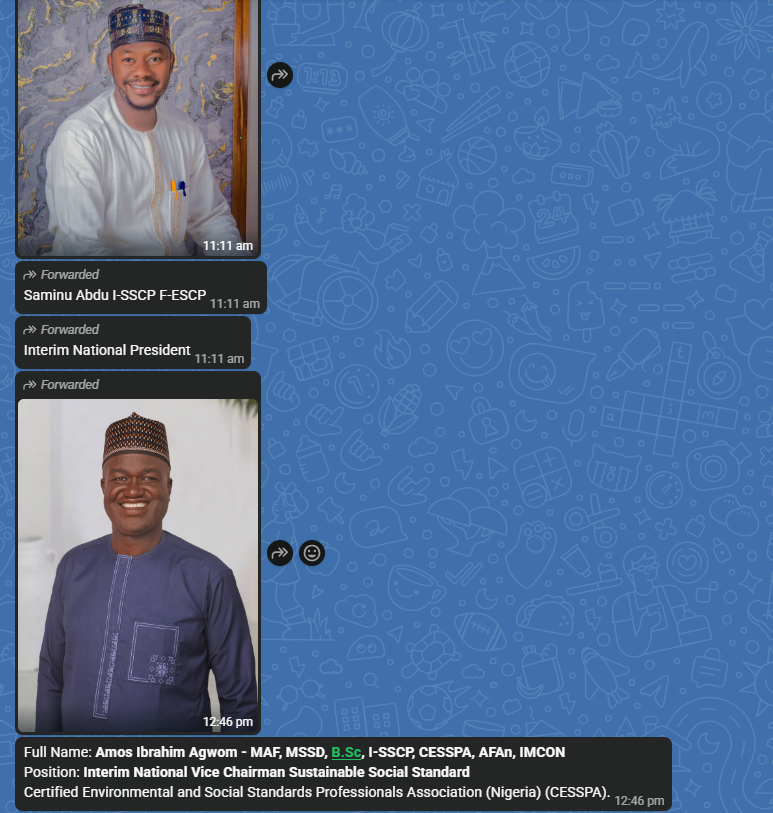 11:11 am
Forwarded
Saminu Abdu I-SSCP F-ESCP 11:11 am
Forwarded
Interim National President 11:11 am
Forwarded
12:46 pm
Full Name: Amos Ibrahim Agwom - MAF, MSSD, B.Sc, I-SSCP, CESSPA, AFAn, IMCON
Position: Interim National Vice Chairman Sustainable Social Standard
Certified Environmental and Social Standards Professionals Association (Nigeria) (CESSPA). 12:46 pm